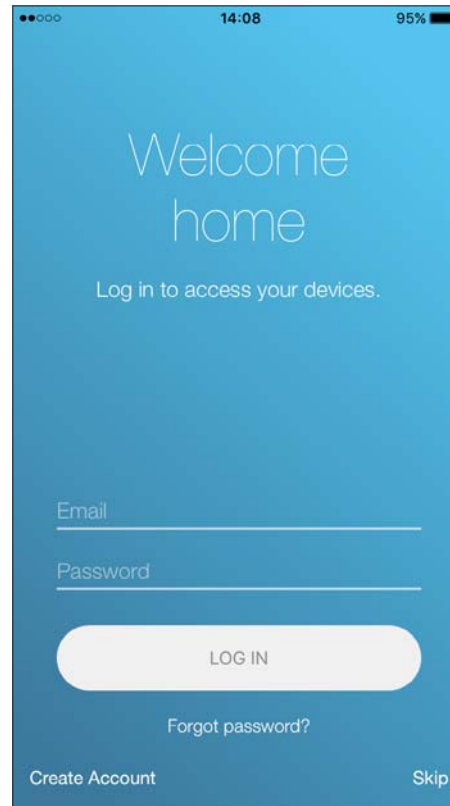 14:08 95%
Welcome
home
Log in to access your devices.
Email
Password
LOG IN
Forgot password?
Create Account Skip